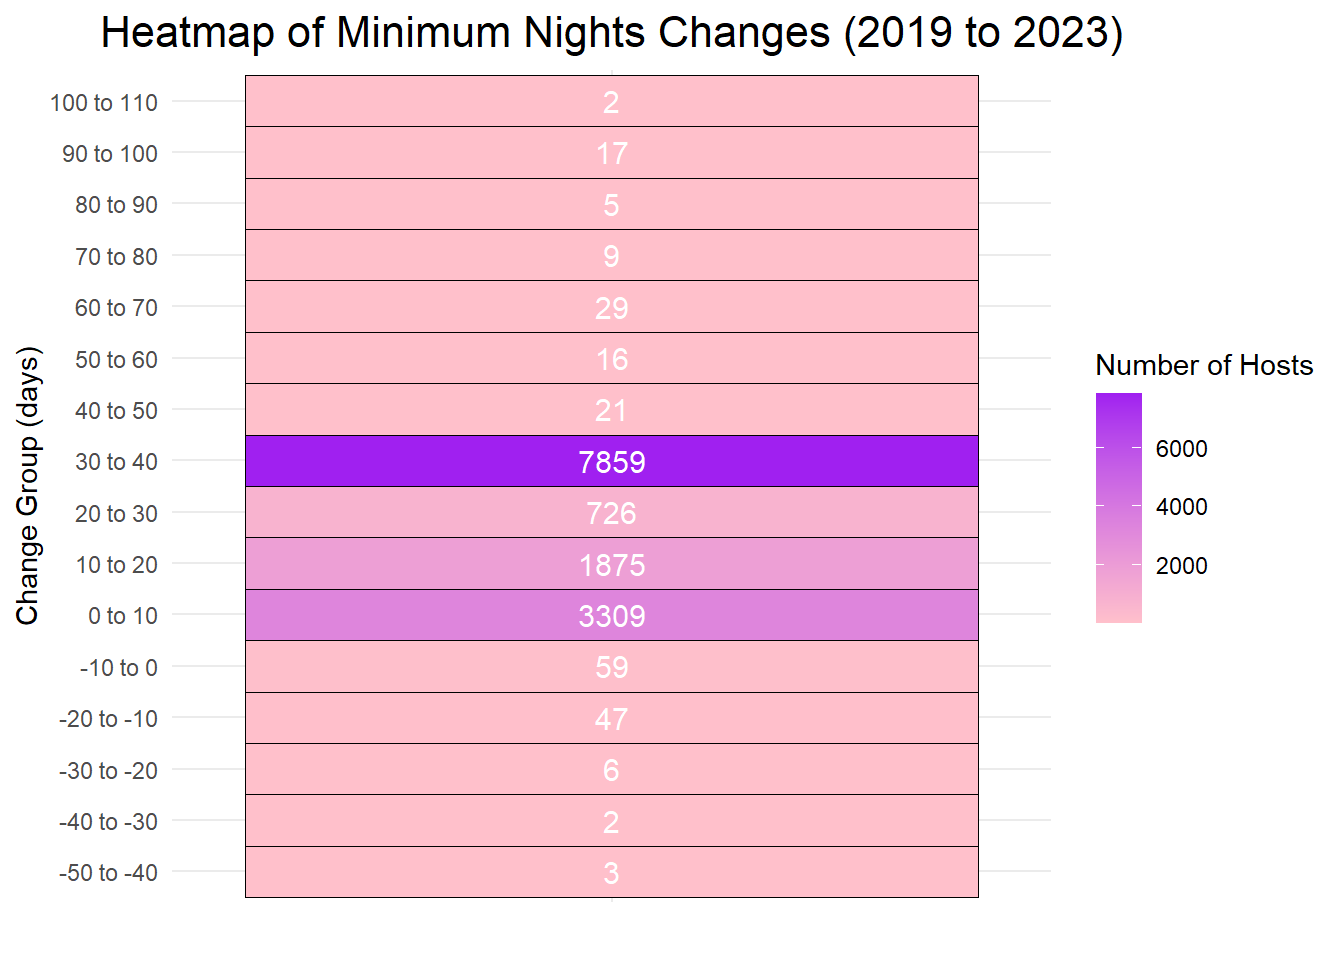 Heatmap of Minimum Nights Changes (2019 to 2023)
Change Group (days)
100 to 110 2
90 to 100 17
80 to 90 5
70 to 80 9
60 to 70 29
50 to 60 16
40 to 50 21
30 to 40 7859
20 to 30 726
10 to 20 1875
0 to 10 3309
-10 to 0 59
-20 to -10 47
-30 to -20 6
-40 to -30 2
-50 to -40 3
Number of Hosts
6000
4000
2000